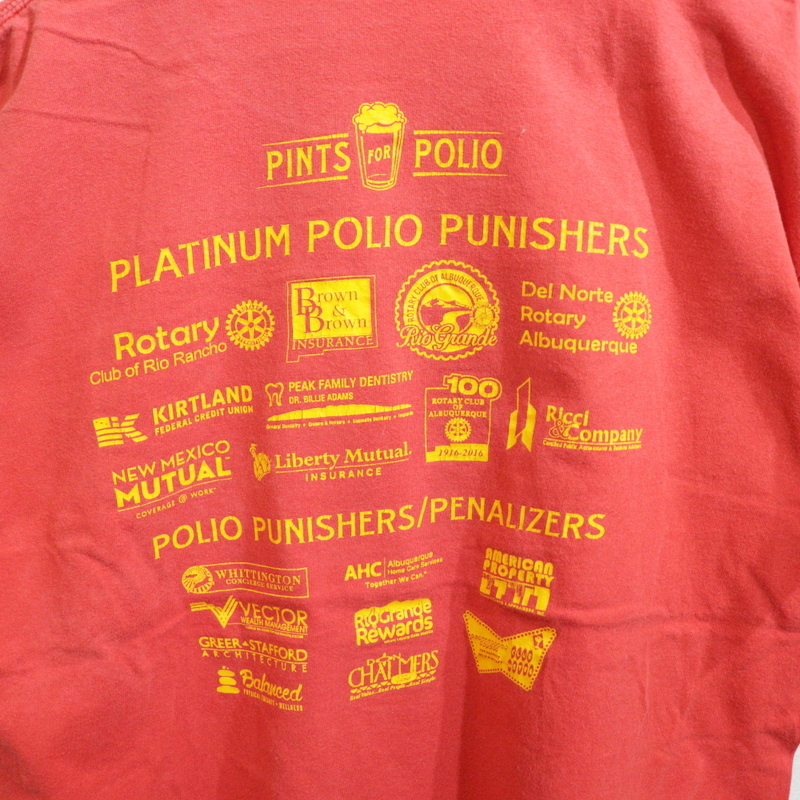 PINTS FOR POLIO
PLATINUM POLIO PUNISHERS
Rotary
Club of Rio Rancho
Brown
& Brown
INSURANCE
ROTARY CLUB OF ALBUQUERQUE
Rio Grande
Del Norte
Rotary
Albuquerque
KIRTLAND
FEDERAL CREDIT UNION
PEAK FAMILY DENTISTRY
DR. BILLIE ADAMS
100
ROTARY CLUB
OF
ALBUQUERQUE
1916-2016
Ricci
& Company
NEW MEXICO
MUTUAL
COVERAGE @ WORK
Liberty Mutual
INSURANCE
POLIO PUNISHERS/PENALIZERS
WHITTINGTON
CONCIERGE SERVICE
AHC Albuquerque
Home Care Services
Together We Can.
AMERICAN
PROPERTY
VECTOR
WEALTH MANAGEMENT
Rio Grange
Rewards
GREER STAFFORD
ARCHITECTURE
CHALMERS
Balanced